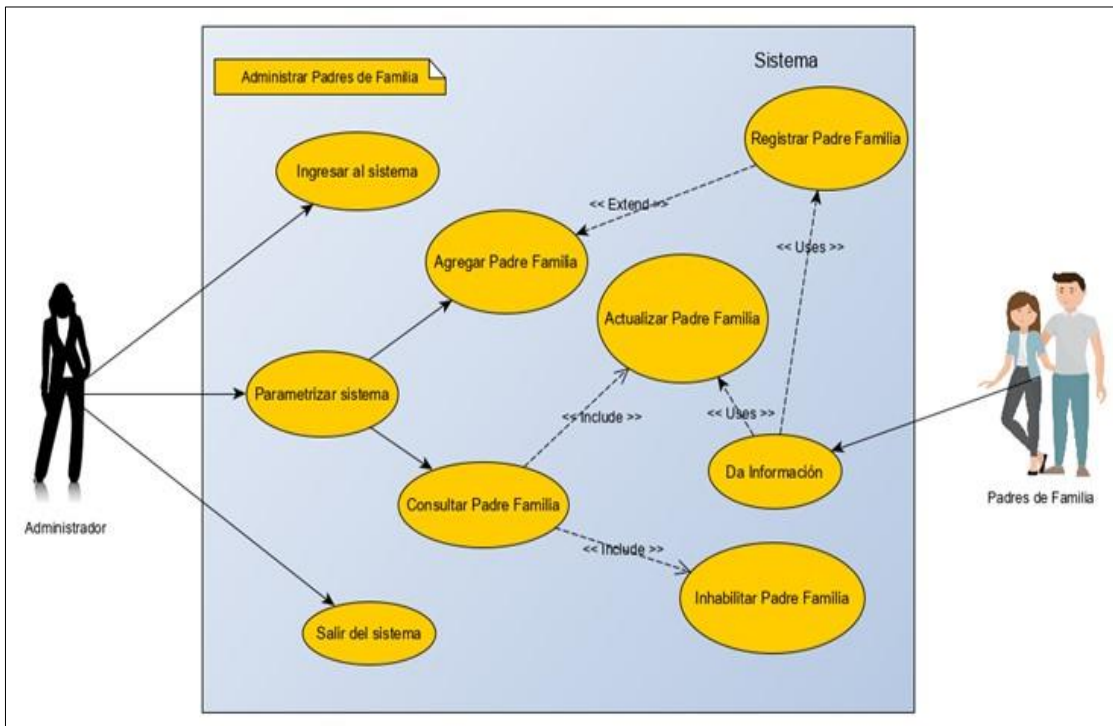 Administrar Padres de Familia
Sistema
Registrar Padre Familia
Ingresar al sistema
<< Extend >>
<< Uses >>
Agregar Padre Familia
Actualizar Padre Familia
Parametrizar sistema
<< Include >>
<< Uses >>
Da Información
Consultar Padre Familia
Padres de Familia
Administrador
<< Include >>
Inhabilitar Padre Familia
Salir del sistema